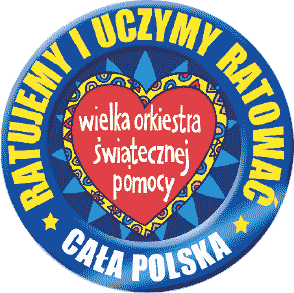 RATUJEMY I UCZYMY RATOWAĆ
wielka orkiestra
świątecznej
pomocy
CAŁA POLSKA